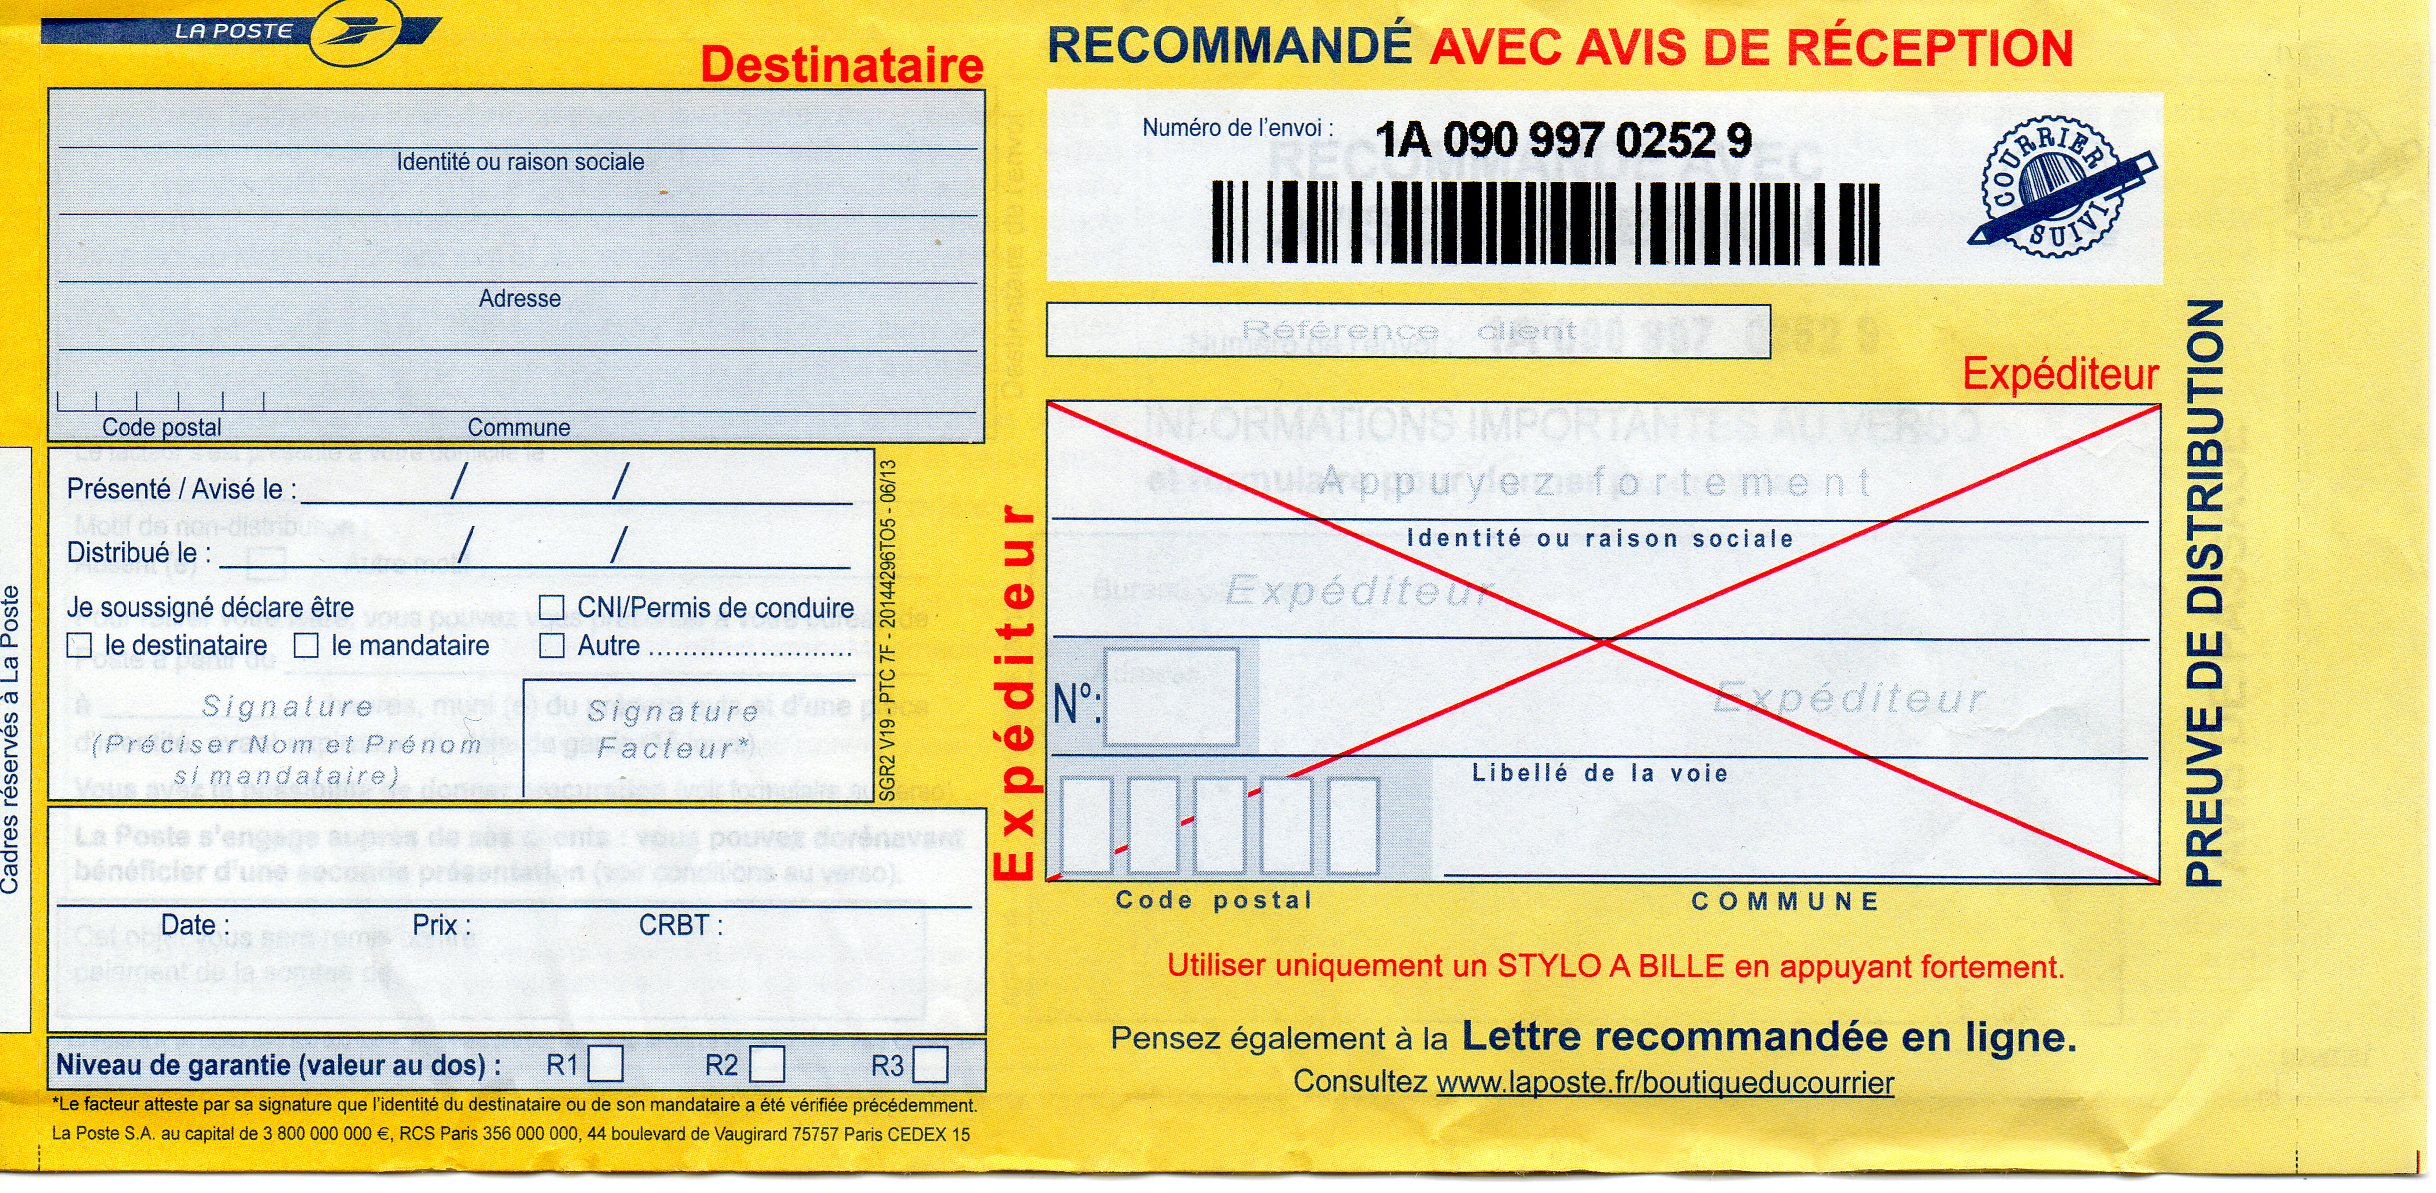 LA POSTE
Destinataire
Identité ou raison sociale
Adresse
Code postal Commune
Présenté / Avisé le : / /
Distribué le : / /
Je soussigné déclare être
le destinataire le mandataire
CNI/Permis de conduire
Autre
Signature
(Préciser Nom et Prénom
si mandataire)
Signature
Facteur*
SGR2 V19 - PTC 7F - 20144296T05 - 06/13
Cadres réservés à La Poste
Date : Prix : CRBT :
Niveau de garantie (valeur au dos) : R1 R2 R3
*Le facteur atteste par sa signature que l'identité du destinataire ou de son mandataire a été vérifiée précédemment.
La Poste S.A. au capital de 3 800 000 000 €, RCS Paris 356 000 000, 44 boulevard de Vaugirard 75757 Paris CEDEX 15
RECOMMANDÉ AVEC AVIS DE RÉCEPTION
Numéro de l'envoi : 1A 090 997 0252 9
COURRIER SUIVI
Référence client
Expéditeur
Expéditeur
Appuyez fortement
Identité ou raison sociale
Expéditeur
Expéditeur
N°:
Libellé de la voie
Code postal COMMUNE
PREUVE DE DISTRIBUTION
Utiliser uniquement un STYLO A BILLE en appuyant fortement.
Pensez également à la Lettre recommandée en ligne.
Consultez www.laposte.fr/boutiqueducourrier